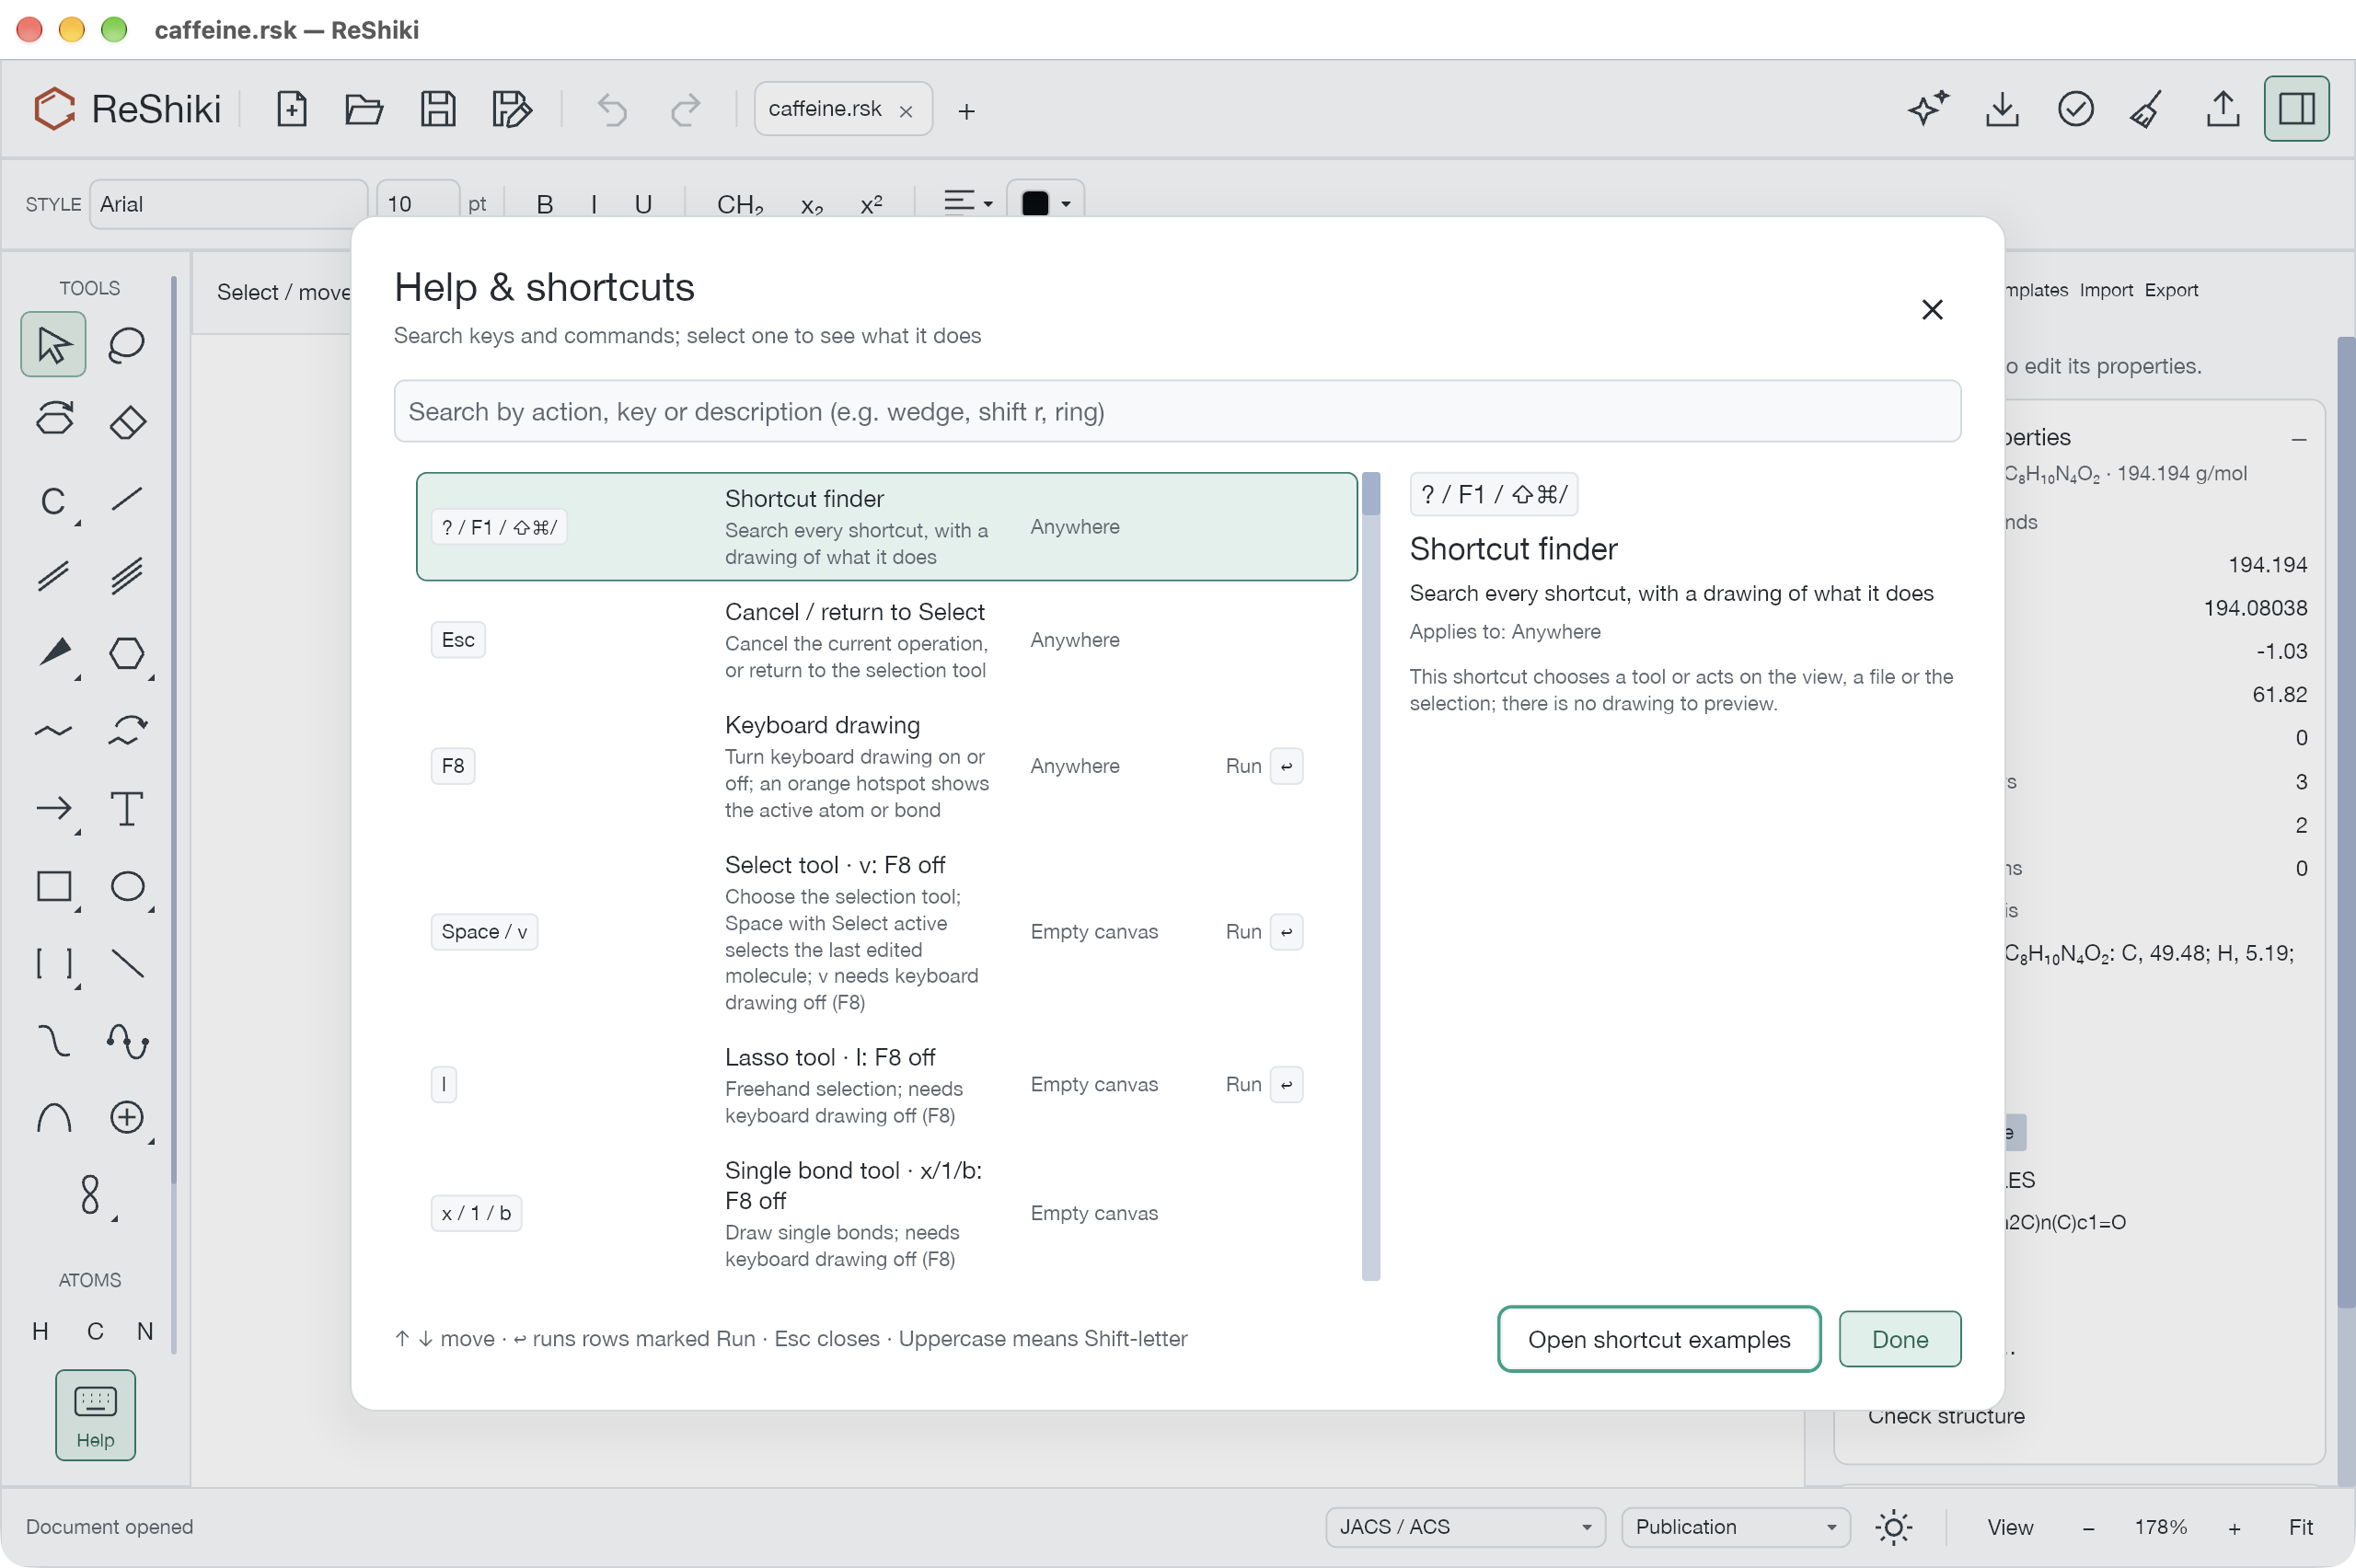 caffeine.rsk — ReShiki
ReShiki
caffeine.rsk ×
STYLE Arial 10 pt B I U CH₂ x₂ x²
TOOLS
Select / move
mplates Import Export
o edit its properties.
perties
C₈H₁₀N₄O₂ · 194.194 g/mol
nds
194.194
194.08038
-1.03
61.82
0
rs 3
2
ns 0
is
C₈H₁₀N₄O₂: C, 49.48; H, 5.19;
e
LES
n2C)n(C)c1=O
Check structure
C
T
ATOMS
H C N
Help
Help & shortcuts
Search keys and commands; select one to see what it does
Search by action, key or description (e.g. wedge, shift r, ring)
? / F1 / ⇧⌘/
Shortcut finder
Search every shortcut, with a
drawing of what it does
Anywhere
Esc
Cancel / return to Select
Cancel the current operation,
or return to the selection tool
Anywhere
F8
Keyboard drawing
Turn keyboard drawing on or
off; an orange hotspot shows
the active atom or bond
Anywhere
Run ↩
Space / v
Select tool · v: F8 off
Choose the selection tool;
Space with Select active
selects the last edited
molecule; v needs keyboard
drawing off (F8)
Empty canvas
Run ↩
l
Lasso tool · l: F8 off
Freehand selection; needs
keyboard drawing off (F8)
Empty canvas
Run ↩
x / 1 / b
Single bond tool · x/1/b:
F8 off
Draw single bonds; needs
keyboard drawing off (F8)
Empty canvas
? / F1 / ⇧⌘/
Shortcut finder
Search every shortcut, with a drawing of what it does
Applies to: Anywhere
This shortcut chooses a tool or acts on the view, a file or the
selection; there is no drawing to preview.
↑ ↓ move · ↩ runs rows marked Run · Esc closes · Uppercase means Shift-letter
Open shortcut examples
Done
Document opened
JACS / ACS
Publication
View − 178% + Fit